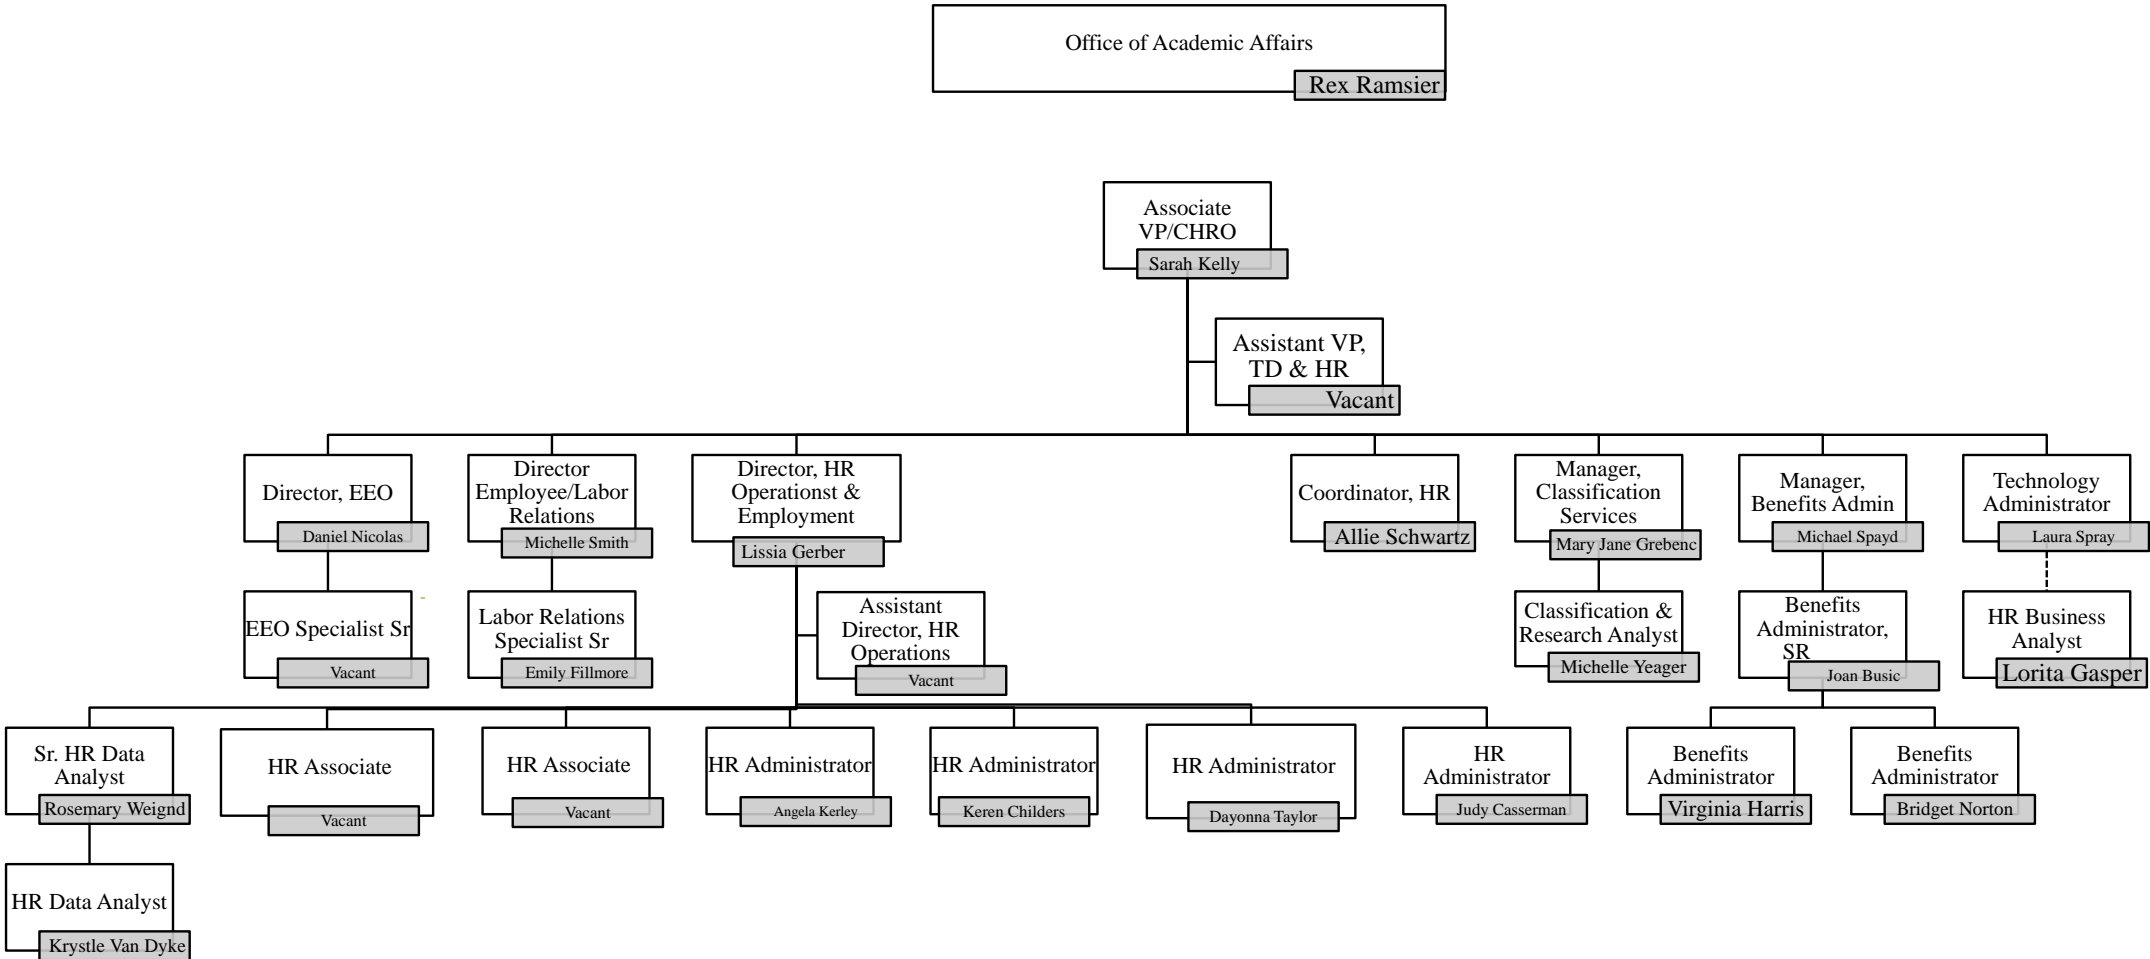 Office of Academic Affairs
Rex Ramsier
Associate
VP/CHRO
Sarah Kelly
Assistant VP,
TD & HR
Vacant
Director, EEO
Daniel Nicolas
Director
Employee/Labor
Relations
Michelle Smith
Director, HR
Operationst &
Employment
Lissia Gerber
Coordinator, HR
Allie Schwartz
Manager,
Classification
Services
Mary Jane Grebenc
Manager,
Benefits Admin
Michael Spayd
Technology
Administrator
Laura Spray
EEO Specialist Sr
Vacant
Labor Relations
Specialist Sr
Emily Fillmore
Assistant
Director, HR
Operations
Vacant
Classification &
Research Analyst
Michelle Yeager
Benefits
Administrator,
SR
Joan Busic
HR Business
Analyst
Lorita Gasper
Sr. HR Data
Analyst
Rosemary Weignd
HR Associate
Vacant
HR Associate
Vacant
HR Administrator
Angela Kerley
HR Administrator
Keren Childers
HR Administrator
Dayonna Taylor
HR
Administrator
Judy Casserman
Benefits
Administrator
Virginia Harris
Benefits
Administrator
Bridget Norton
HR Data Analyst
Krystle Van Dyke